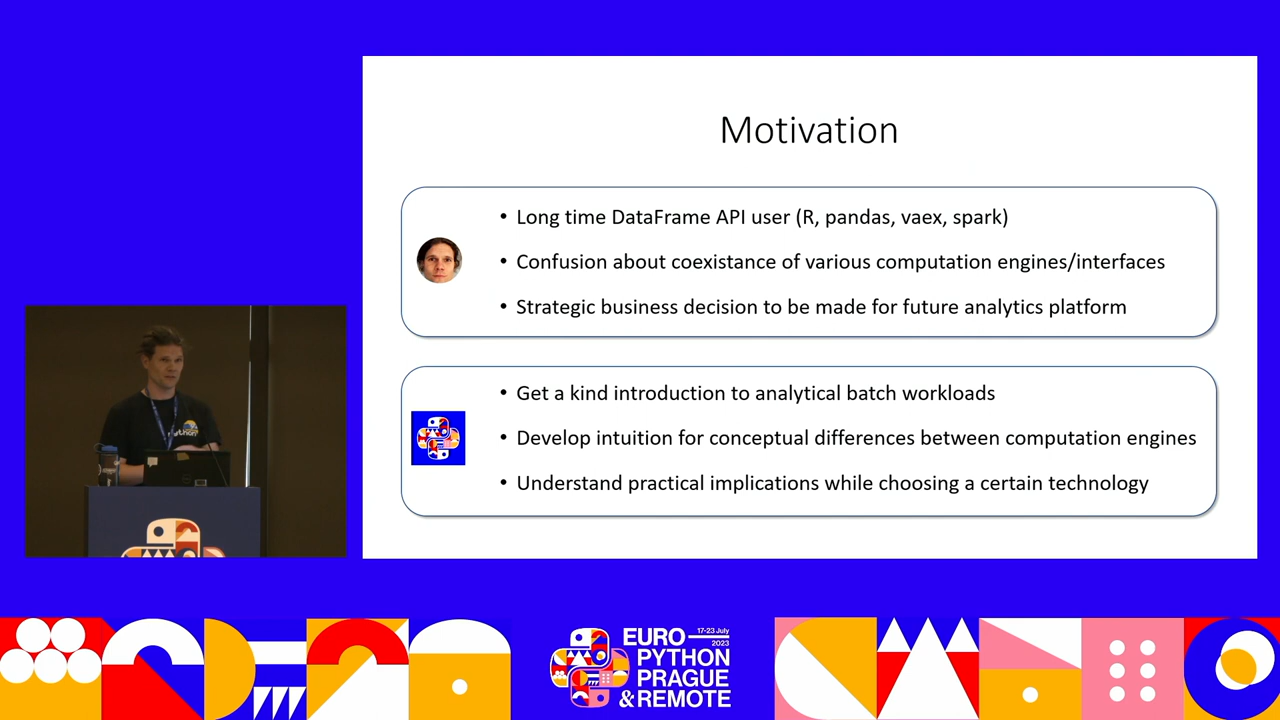 Motivation
• Long time DataFrame API user (R, pandas, vaex, spark)
• Confusion about coexistance of various computation engines/interfaces
• Strategic business decision to be made for future analytics platform
• Get a kind introduction to analytical batch workloads
• Develop intuition for conceptual differences between computation engines
• Understand practical implications while choosing a certain technology
EURO
17-23 July
2023
PYTHON
PRAGUE
& REMOTE